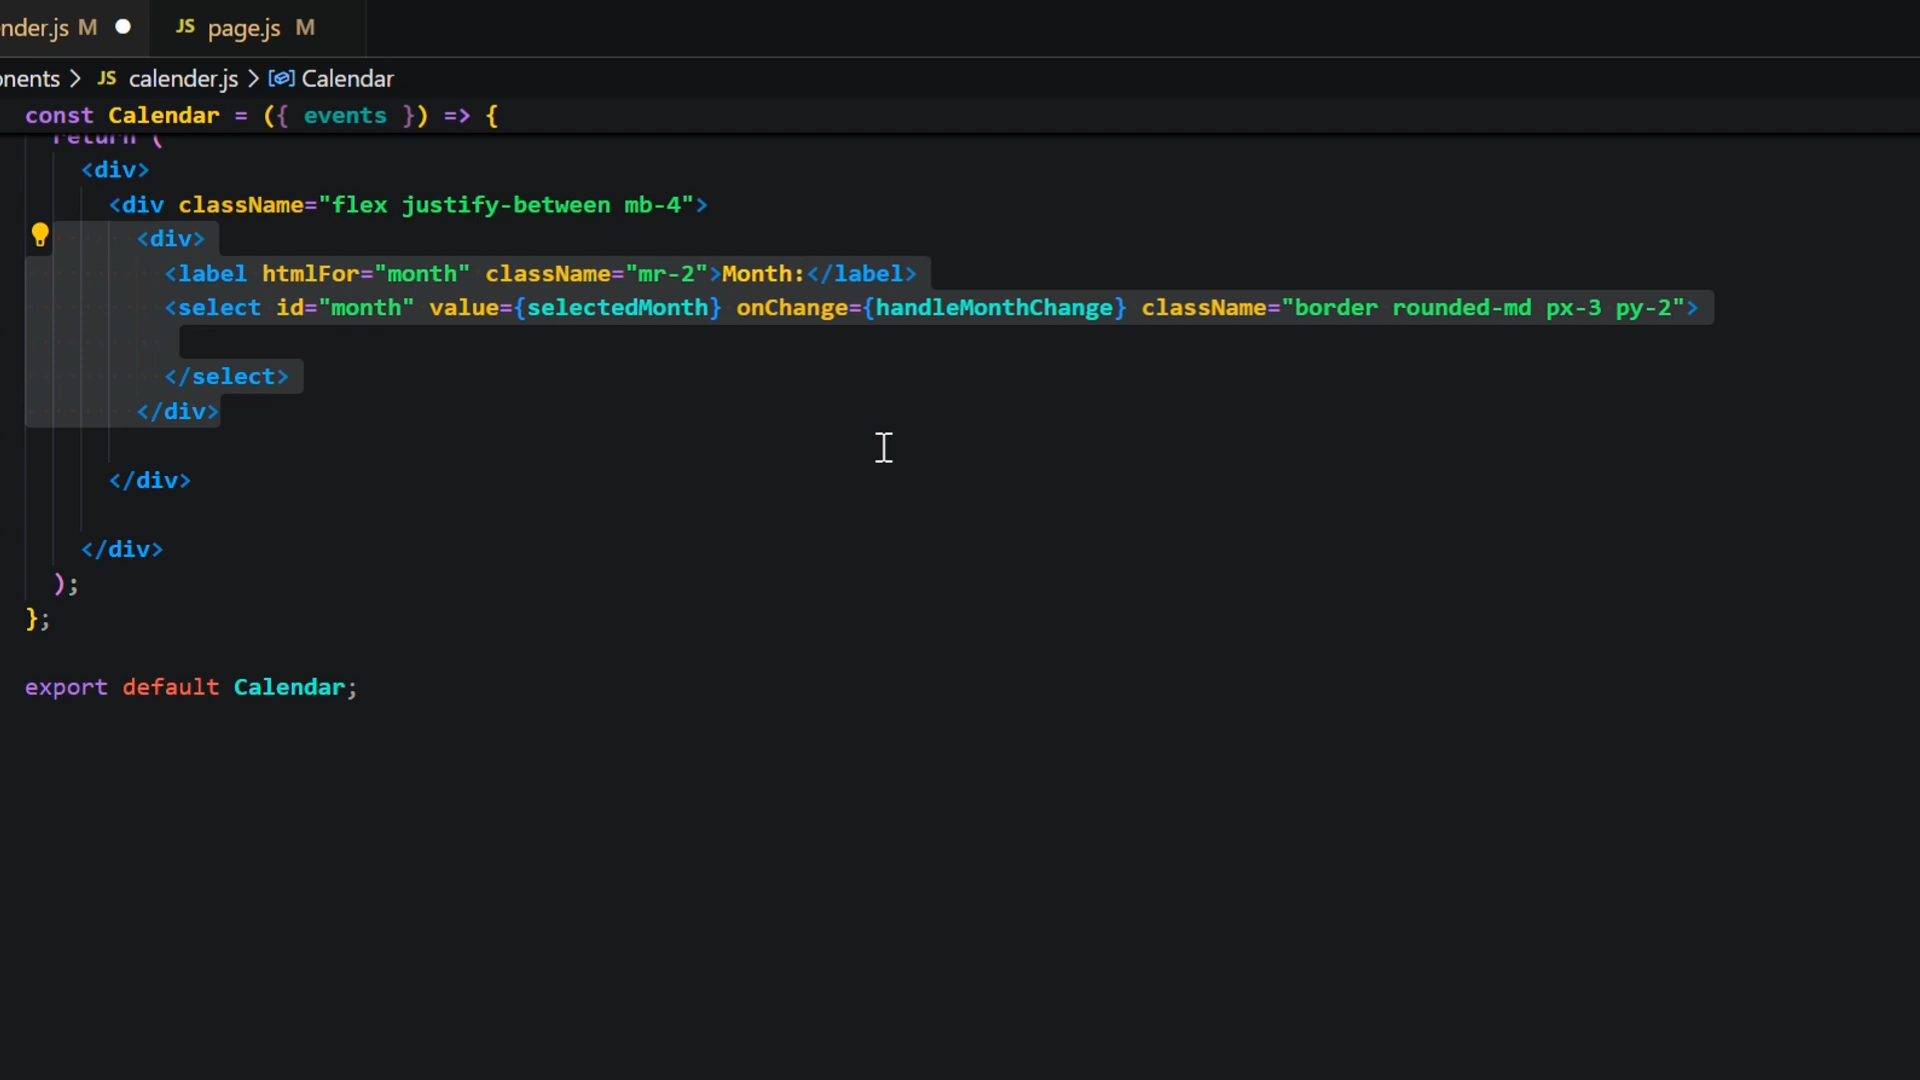 nder.js M JS page.js M
onents > JS calender.js > Calendar
const Calendar = ({ events }) => {
return (
<div>
<div className="flex justify-between mb-4">
<div>
<label htmlFor="month" className="mr-2">Month:</label>
<select id="month" value={selectedMonth} onChange={handleMonthChange} className="border rounded-md px-3 py-2">
</select>
</div>
</div>
</div>
);
};
export default Calendar;